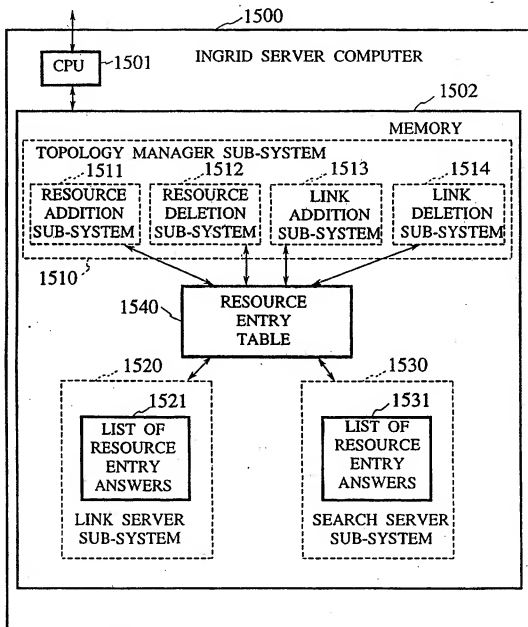 1500
CPU
1501
INGRID SERVER COMPUTER
1502
MEMORY
TOPOLOGY MANAGER SUB-SYSTEM
1511
RESOURCE
ADDITION
SUB-SYSTEM
1512
RESOURCE
DELETION
SUB-SYSTEM
1513
LINK
ADDITION
SUB-SYSTEM
1514
LINK
DELETION
SUB-SYSTEM
1510
1540
RESOURCE
ENTRY
TABLE
1520
1521
LIST OF
RESOURCE
ENTRY
ANSWERS
LINK SERVER
SUB-SYSTEM
1530
1531
LIST OF
RESOURCE
ENTRY
ANSWERS
SEARCH SERVER
SUB-SYSTEM